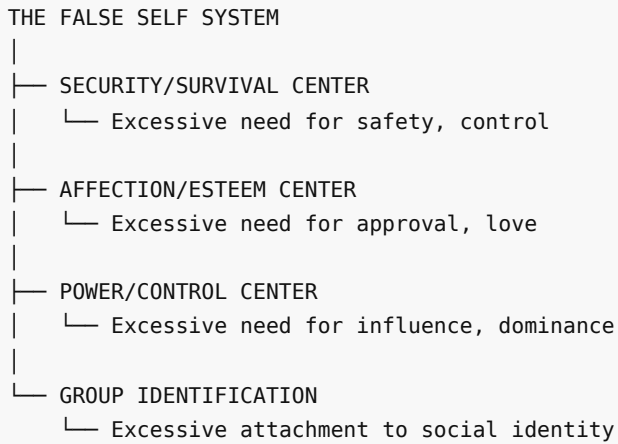 THE FALSE SELF SYSTEM
│
├── SECURITY/SURVIVAL CENTER
│   └── Excessive need for safety, control
│
├── AFFECTION/ESTEEM CENTER
│   └── Excessive need for approval, love
│
├── POWER/CONTROL CENTER
│   └── Excessive need for influence, dominance
│
└── GROUP IDENTIFICATION
    └── Excessive attachment to social identity